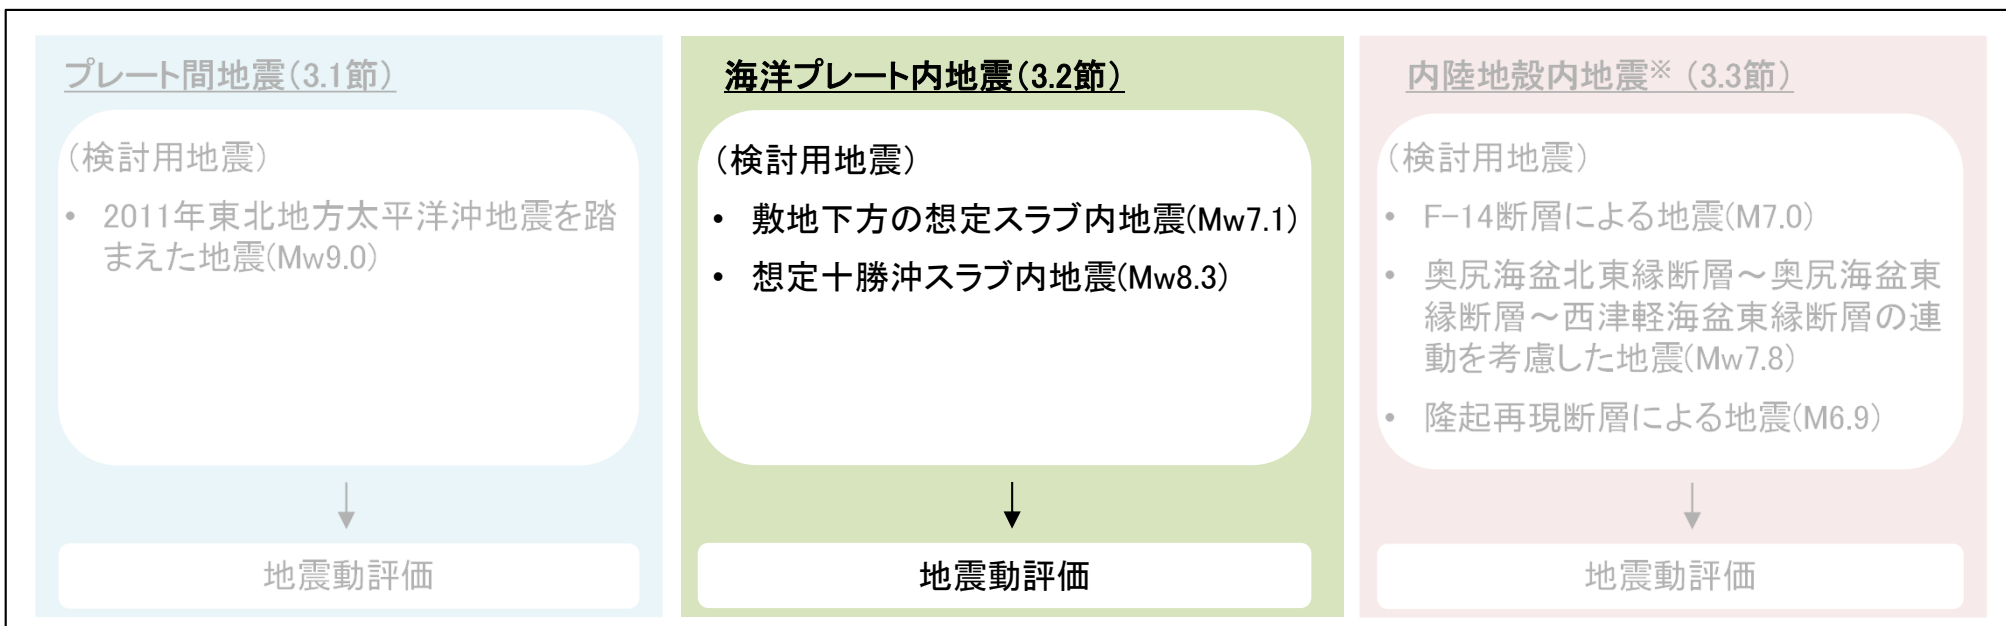 プレート間地震(3.1節)
（検討用地震）
• 2011年東北地方太平洋沖地震を踏
まえた地震(Mw9.0)
地震動評価
海洋プレート内地震(3.2節)
（検討用地震）
• 敷地下方の想定スラブ内地震(Mw7.1)
• 想定十勝沖スラブ内地震(Mw8.3)
地震動評価
内陸地殻内地震※ (3.3節)
（検討用地震）
• F-14断層による地震(M7.0)
• 奥尻海盆北東縁断層～奥尻海盆東
縁断層～西津軽海盆東縁断層の連
動を考慮した地震(Mw7.8)
• 隆起再現断層による地震(M6.9)
地震動評価